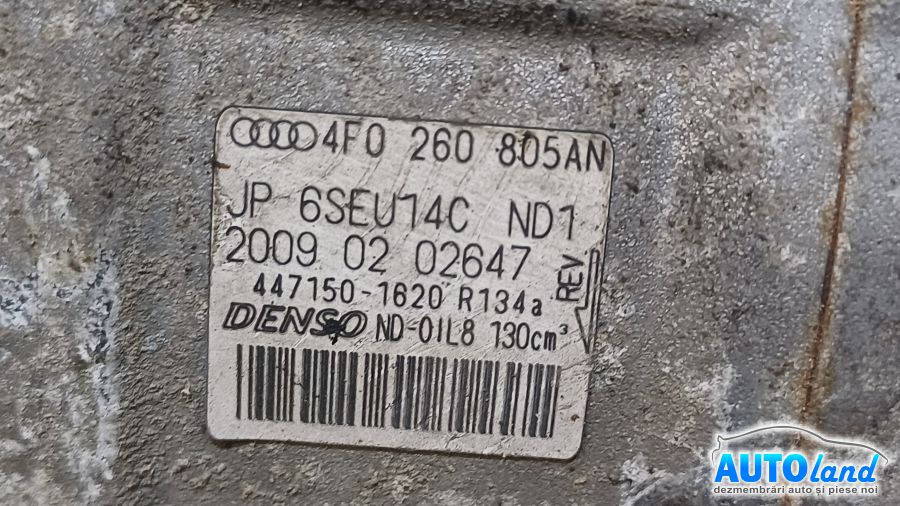 4F0 260 805AN
JP 6SEU14C ND1
2009 02 02647
447150-1620 R134a
REV
DENSO ND-OIL8 130cm³
AUTOland
dezmembrări auto și piese noi